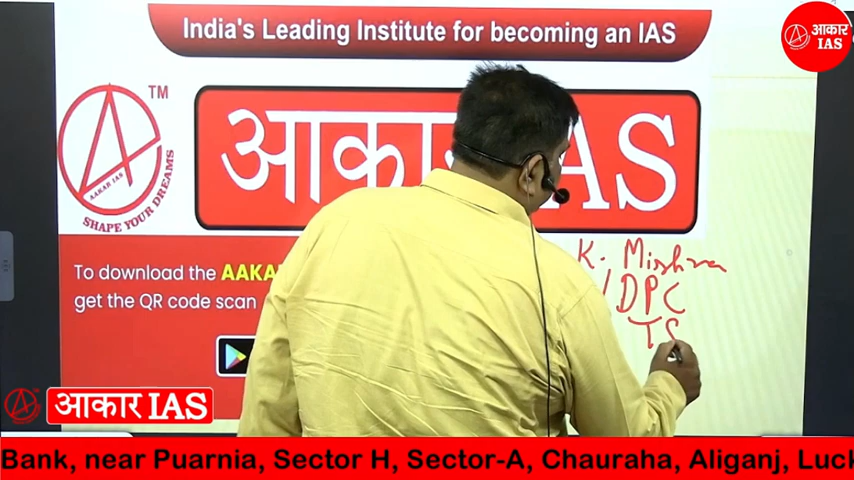 India's Leading Institute for becoming an IAS
आकार
IAS
TM
AAKAR IAS
SHAPE YOUR DREAMS
आकार IAS
To download the AAKA
get the QR code scan
K. Mishra
DPC
TS
आकार IAS
Bank, near Puarnia, Sector H, Sector-A, Chauraha, Aliganj, Luck